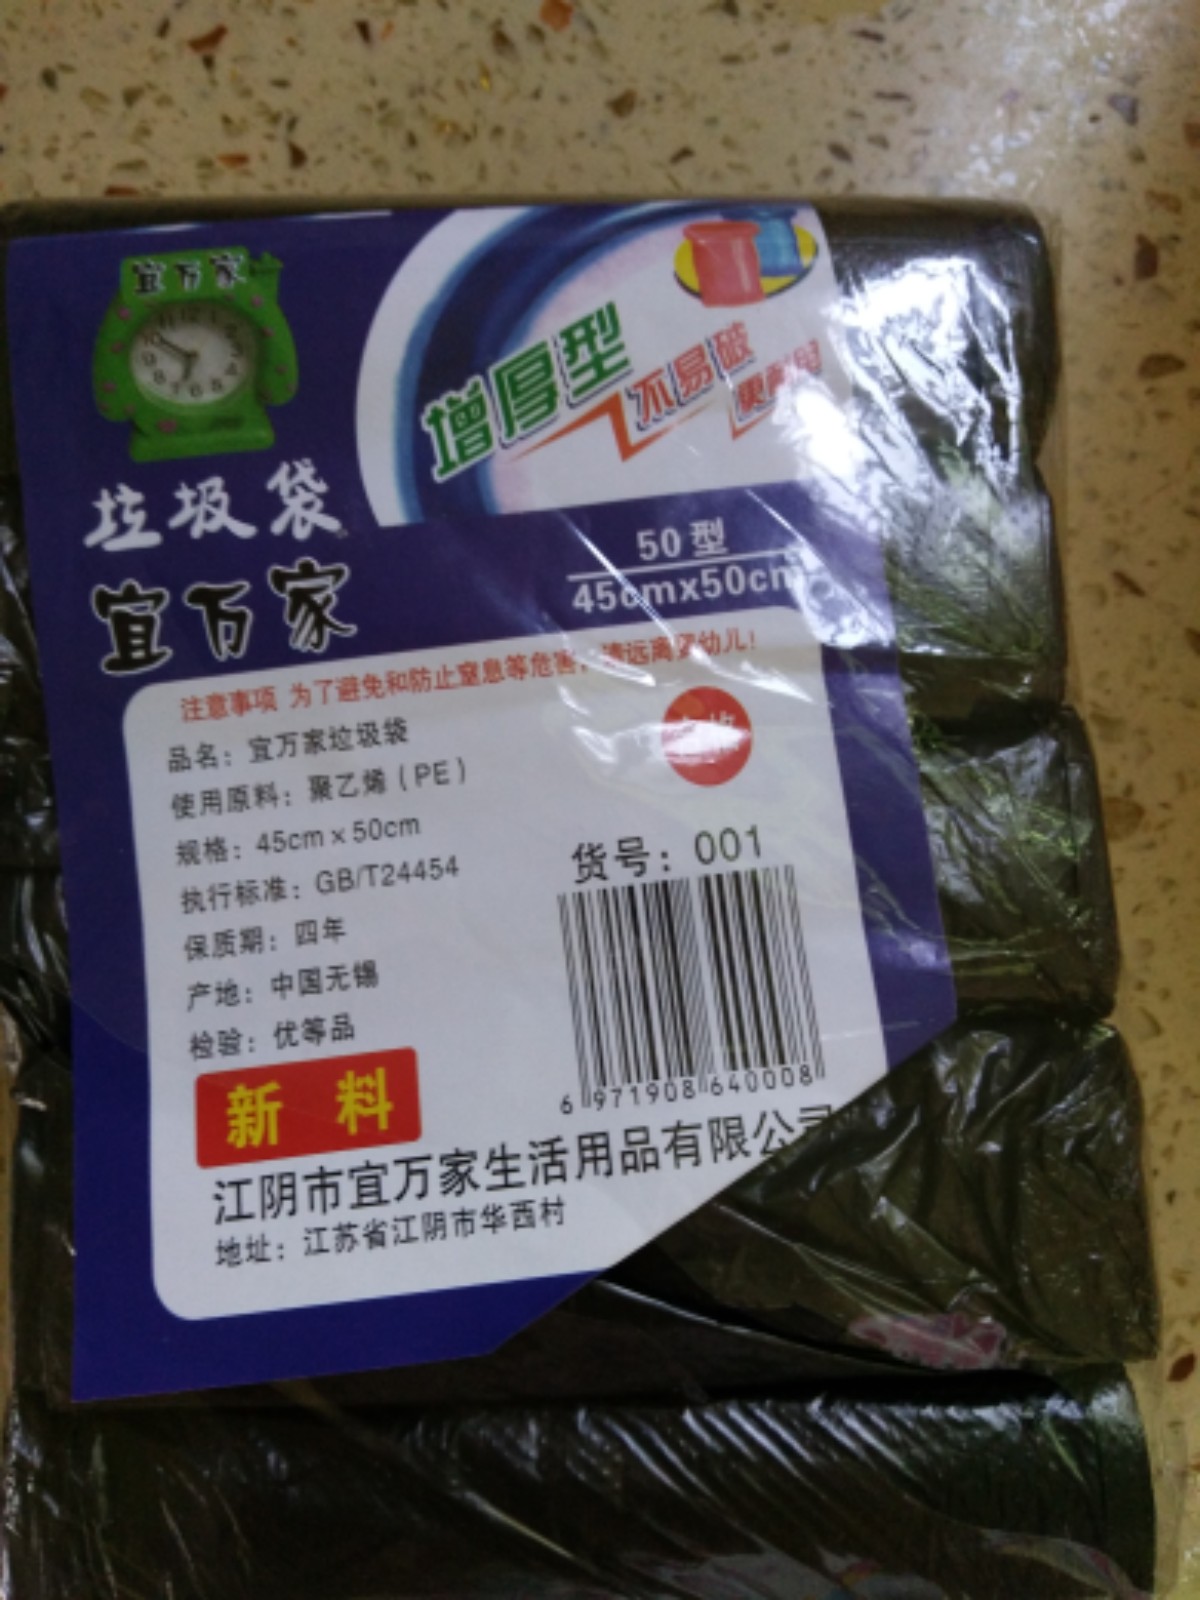 宜万家
增厚型
不易破
垃圾袋
宜万家
50型
45cmx50cm
注意事项 为了避免和防止窒息等危害，请远离婴幼儿！
品名：宜万家垃圾袋
使用原料：聚乙烯（PE）
规格：45cm×50cm
执行标准：GB/T24454
保质期：四年
产地：中国无锡
检验：优等品
货号：001
6 971908 640008
新料
江阴市宜万家生活用品有限公司
地址：江苏省江阴市华西村